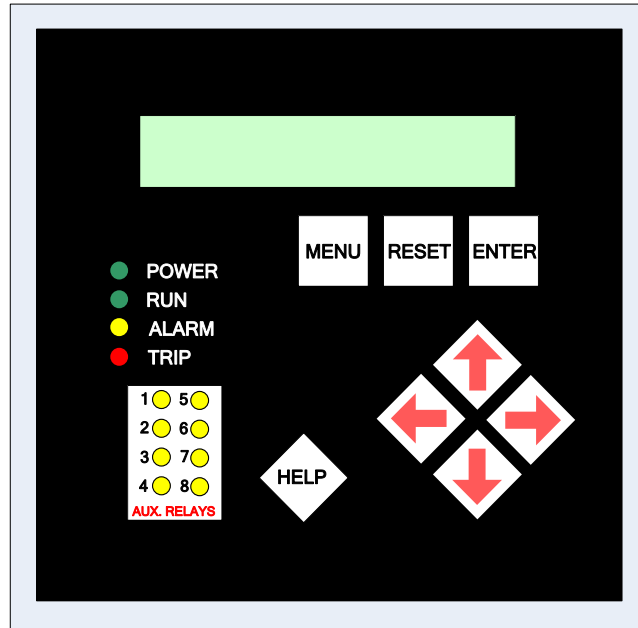 MENU RESET ENTER
POWER
RUN
ALARM
TRIP
1 5
2 6
3 7
4 8
AUX. RELAYS
HELP